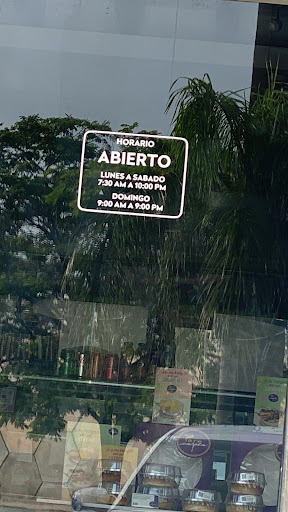 HORARIO
ABIERTO
LUNES A SABADO
7:30 AM A 10:00 PM
DOMINGO
9:00 AM A 9:00 PM